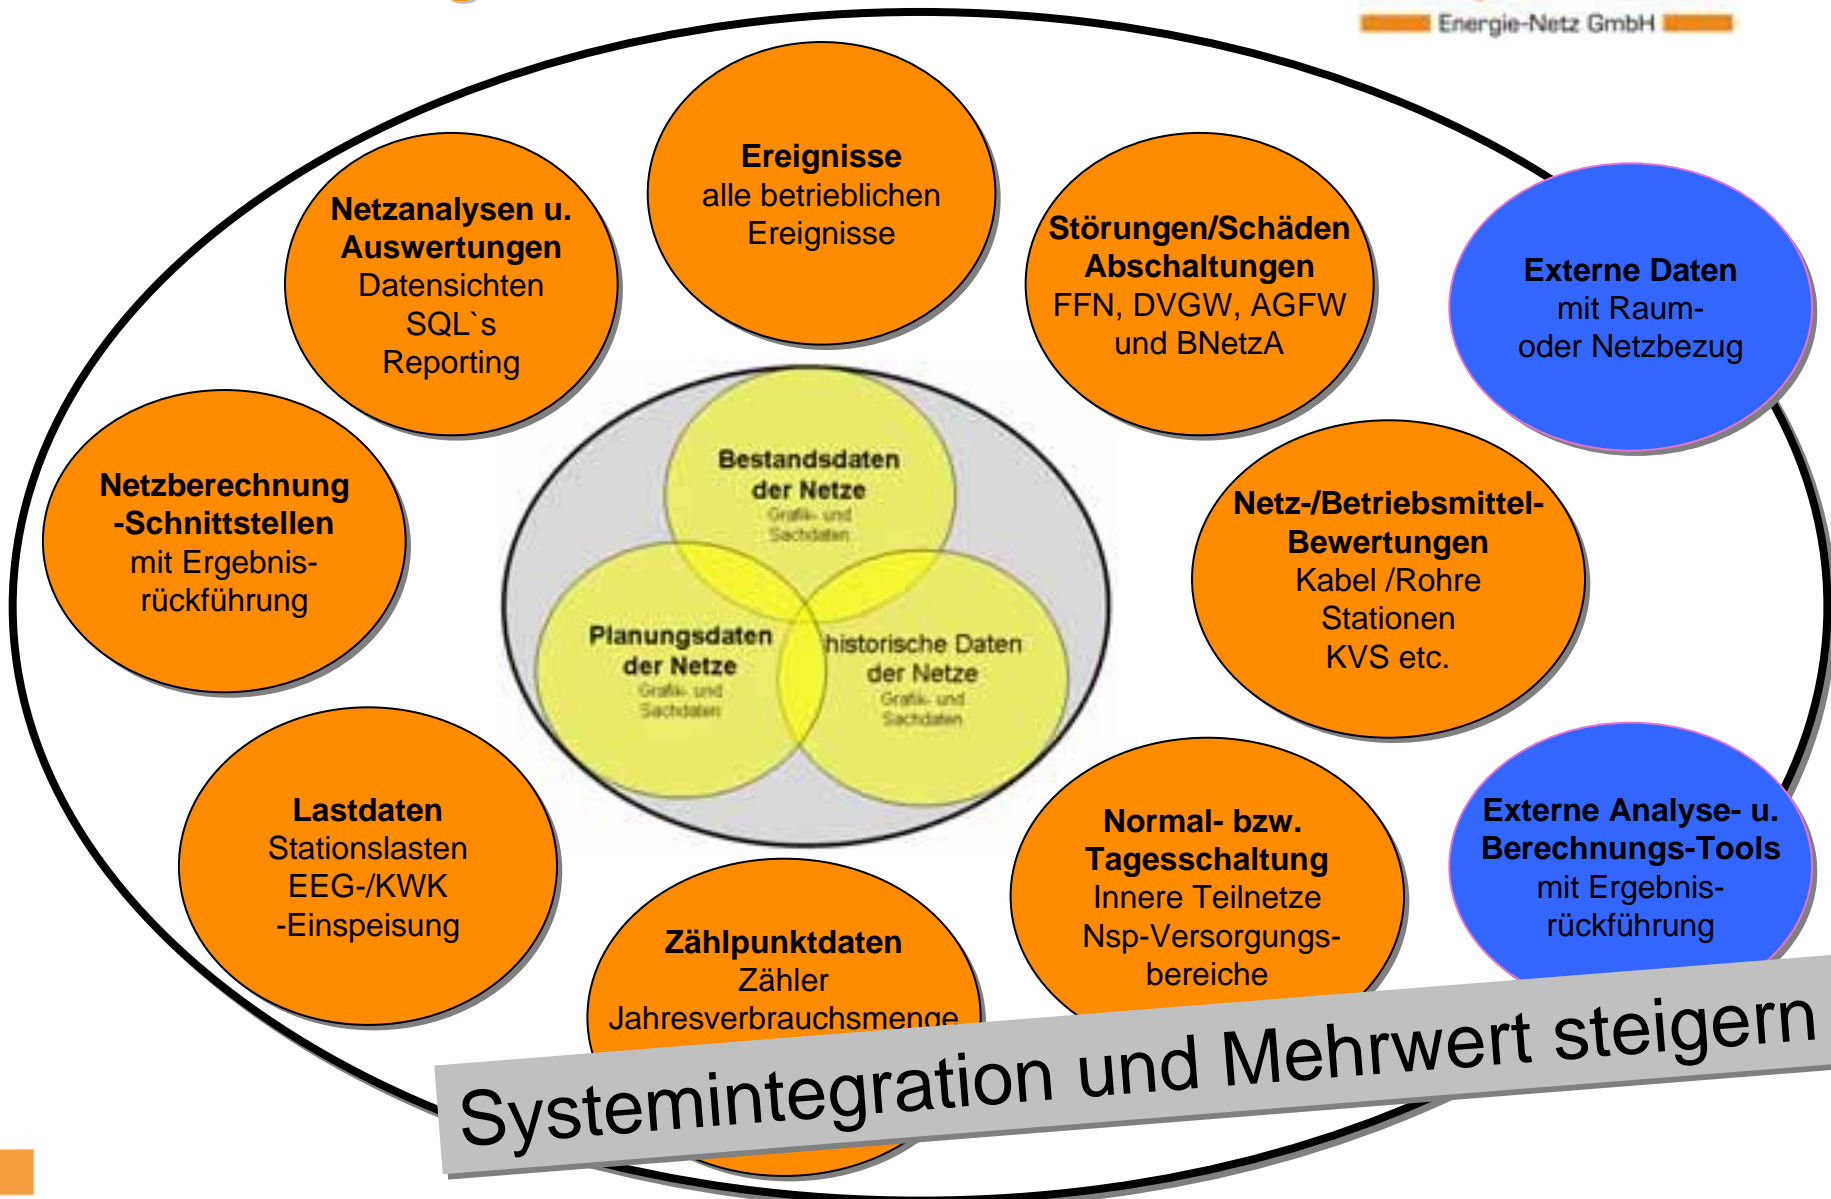 Energie-Netz GmbH
Ereignisse
alle betrieblichen
Ereignisse
Netzanalysen u.
Auswertungen
Datensichten
SQL`s
Reporting
Störungen/Schäden
Abschaltungen
FFN, DVGW, AGFW
und BNetzA
Externe Daten
mit Raum-
oder Netzbezug
Netzberechnung
-Schnittstellen
mit Ergebnis-
rückführung
Bestandsdaten
der Netze
Grafik- und
Sachdaten
Planungsdaten
der Netze
Grafik- und
Sachdaten
historische Daten
der Netze
Grafik- und
Sachdaten
Netz-/Betriebsmittel-
Bewertungen
Kabel /Rohre
Stationen
KVS etc.
Lastdaten
Stationslasten
EEG-/KWK
-Einspeisung
Zählpunktdaten
Zähler
Jahresverbrauchsmenge
Normal- bzw.
Tagesschaltung
Innere Teilnetze
Nsp-Versorgungs-
bereiche
Externe Analyse- u.
Berechnungs-Tools
mit Ergebnis-
rückführung
Systemintegration und Mehrwert steigern